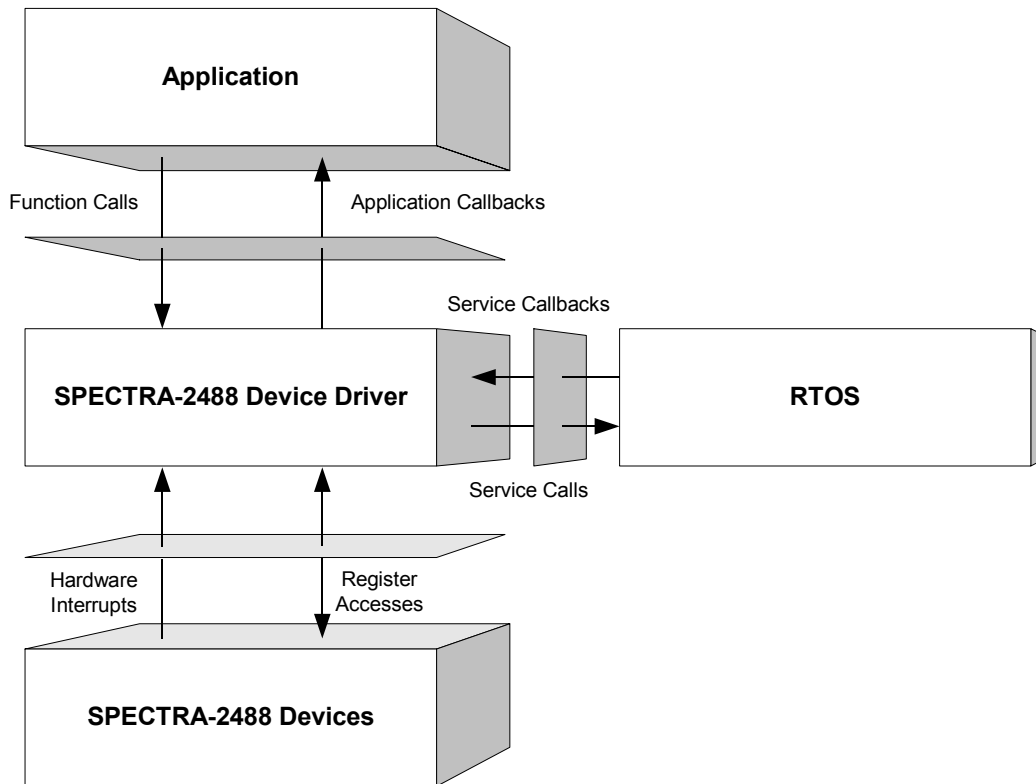 Application
Function Calls
Application Callbacks
Service Callbacks
SPECTRA-2488 Device Driver
RTOS
Service Calls
Hardware
Interrupts
Register
Accesses
SPECTRA-2488 Devices